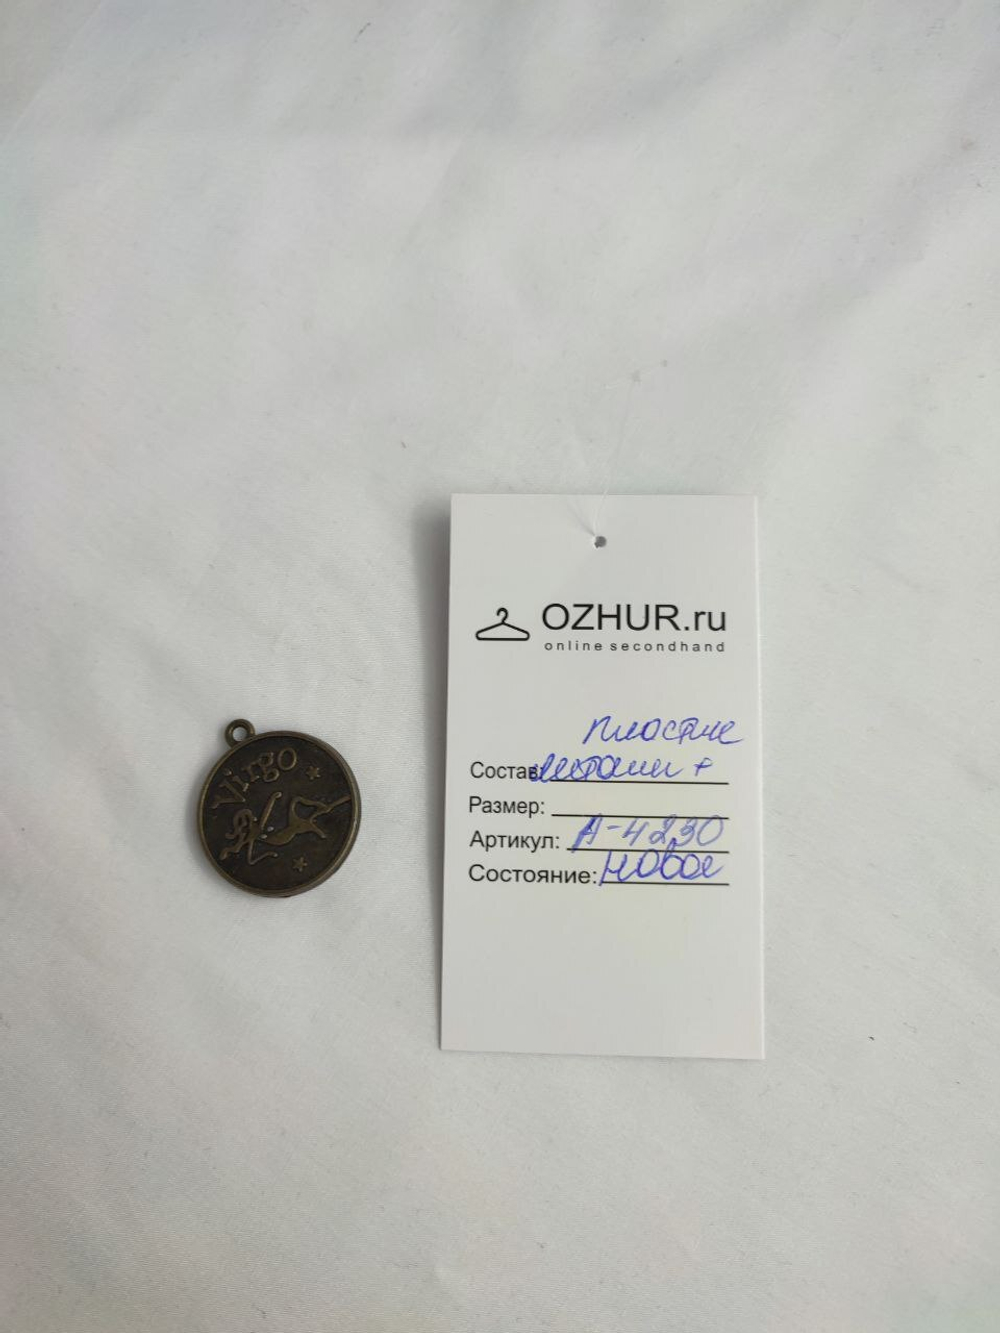 Virgo
OZHUR.ru
online secondhand
пластик
Состав: металл +
Размер:
Артикул: А-4230
Состояние: новое